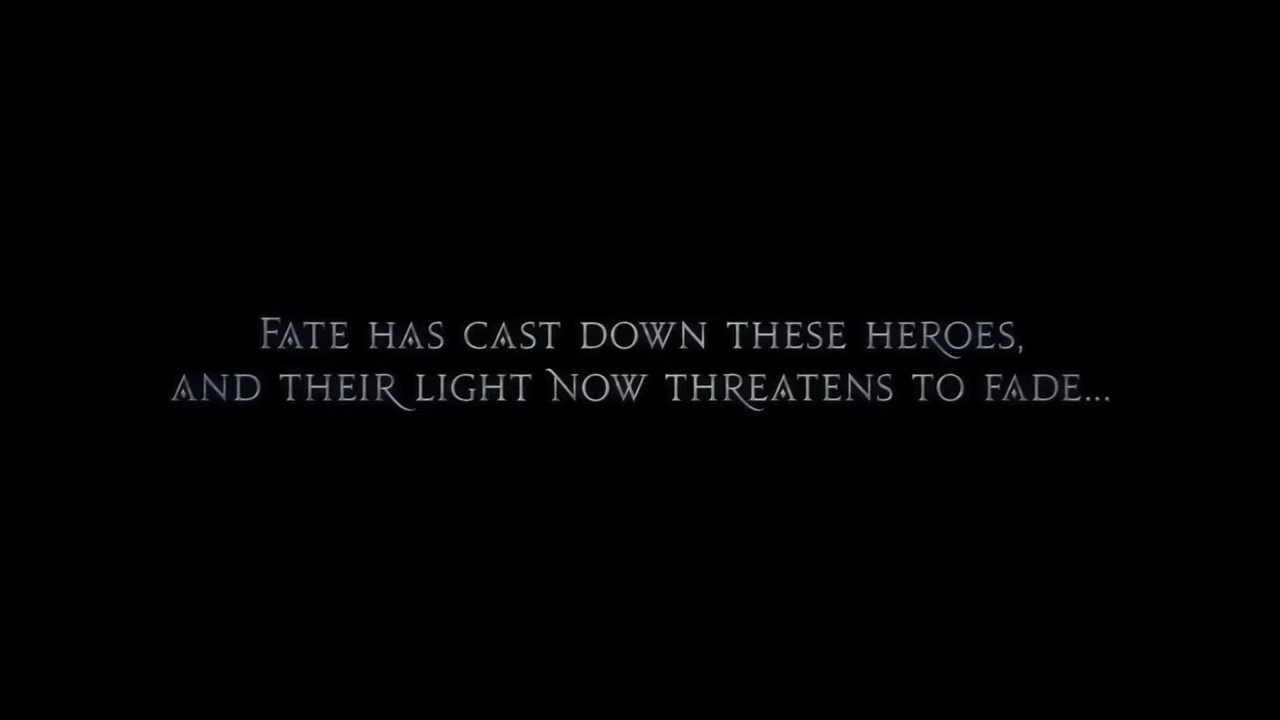 Fate has cast down these heroes,
and their light now threatens to fade...